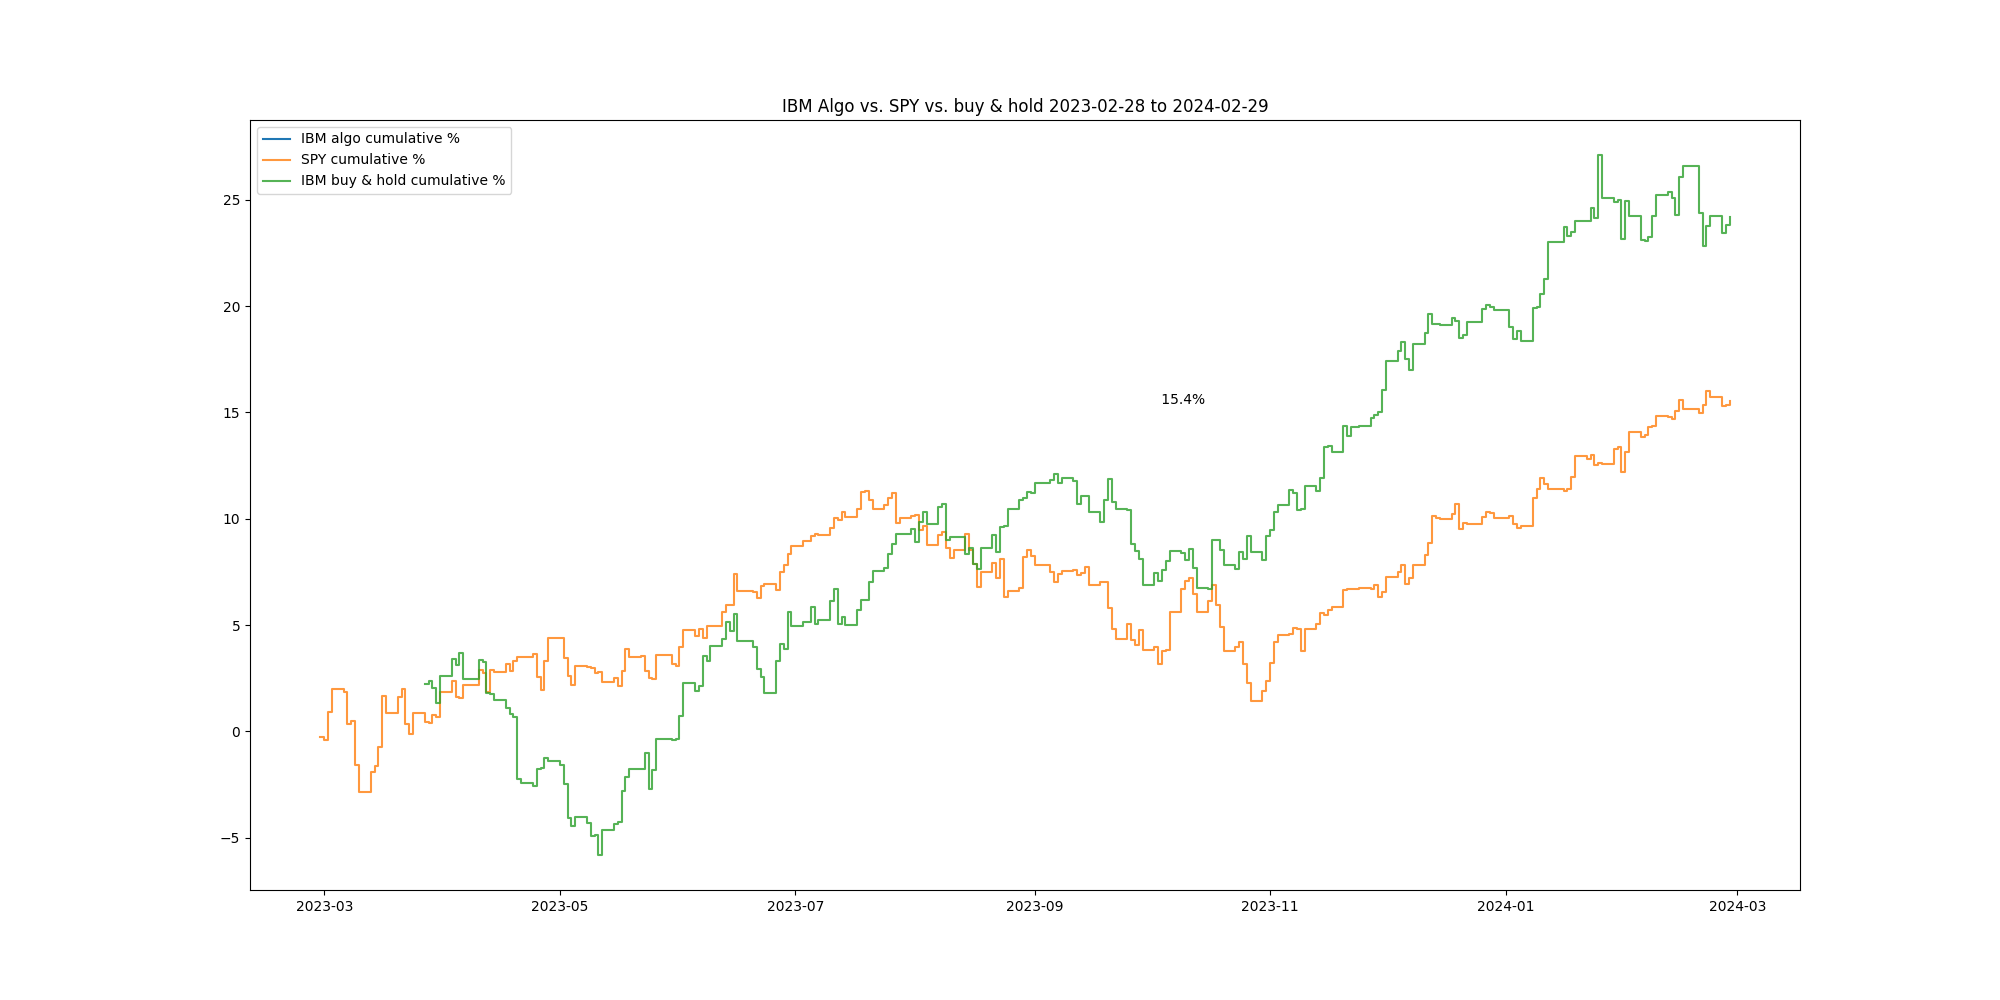 IBM Algo vs. SPY vs. buy & hold 2023-02-28 to 2024-02-29
IBM algo cumulative %
SPY cumulative %
IBM buy & hold cumulative %
25
20
15
10
5
0
−5
15.4%
2023-03 2023-05 2023-07 2023-09 2023-11 2024-01 2024-03